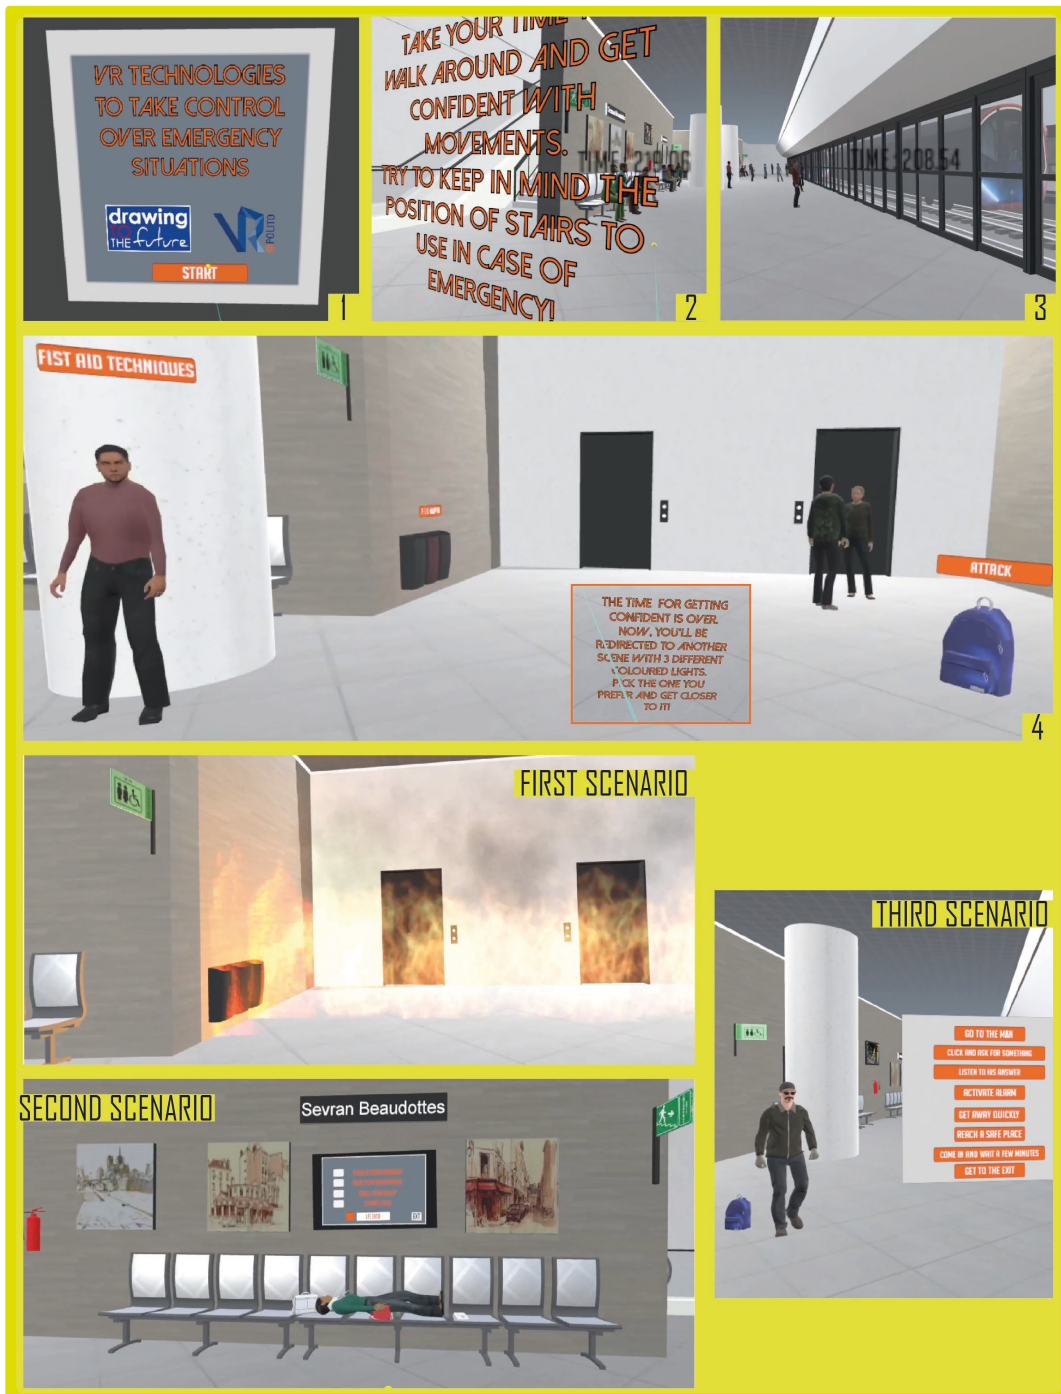 VR TECHNOLOGIES
TO TAKE CONTROL
OVER EMERGENCY
SITUATIONS
drawing
TO
THE future
VR
@POLITO
START
1
TAKE YOUR TIME
WALK AROUND AND GET
CONFIDENT WITH
MOVEMENTS.
TRY TO KEEP IN MIND THE
POSITION OF STAIRS TO
USE IN CASE OF
EMERGENCY!
2
TIME: 208.54
3
FIST AID TECHNIQUES
ATTACK
THE TIME FOR GETTING
CONFIDENT IS OVER.
NOW, YOU'LL BE
REDIRECTED TO ANOTHER
SCENE WITH 3 DIFFERENT
COLOURED LIGHTS.
PICK THE ONE YOU
PREFER AND GET CLOSER
TO IT!
4
FIRST SCENARIO
SECOND SCENARIO
Sevran Beaudottes
EXIT
THIRD SCENARIO
GO TO THE MAN
CLICK AND ASK FOR SOMETHING
LISTEN TO HIS ANSWER
ACTIVATE ALARM
GET AWAY QUICKLY
REACH A SAFE PLACE
COME IN AND WAIT A FEW MINUTES
GET TO THE EXIT